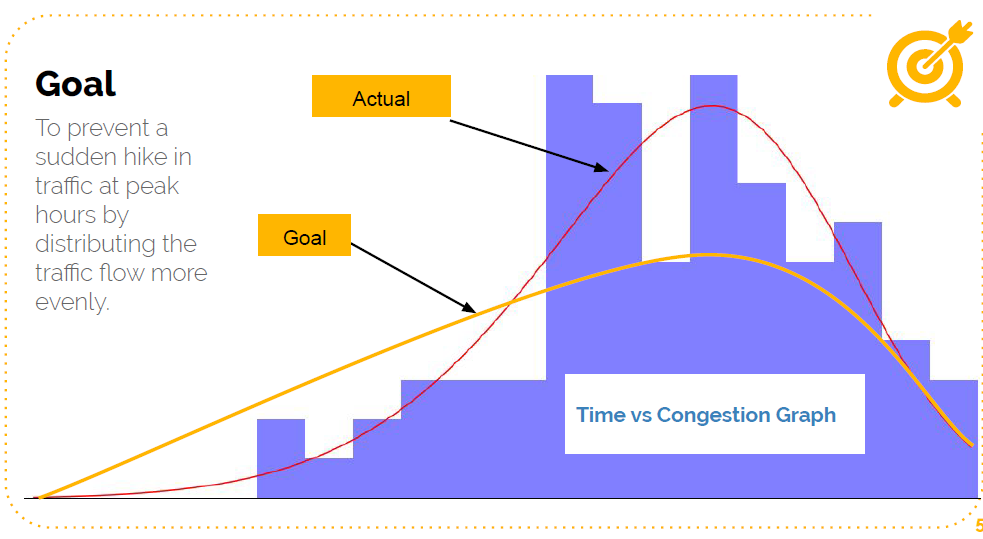 Goal
To prevent a
sudden hike in
traffic at peak
hours by
distributing the
traffic flow more
evenly.
Actual
Goal
Time vs Congestion Graph
5